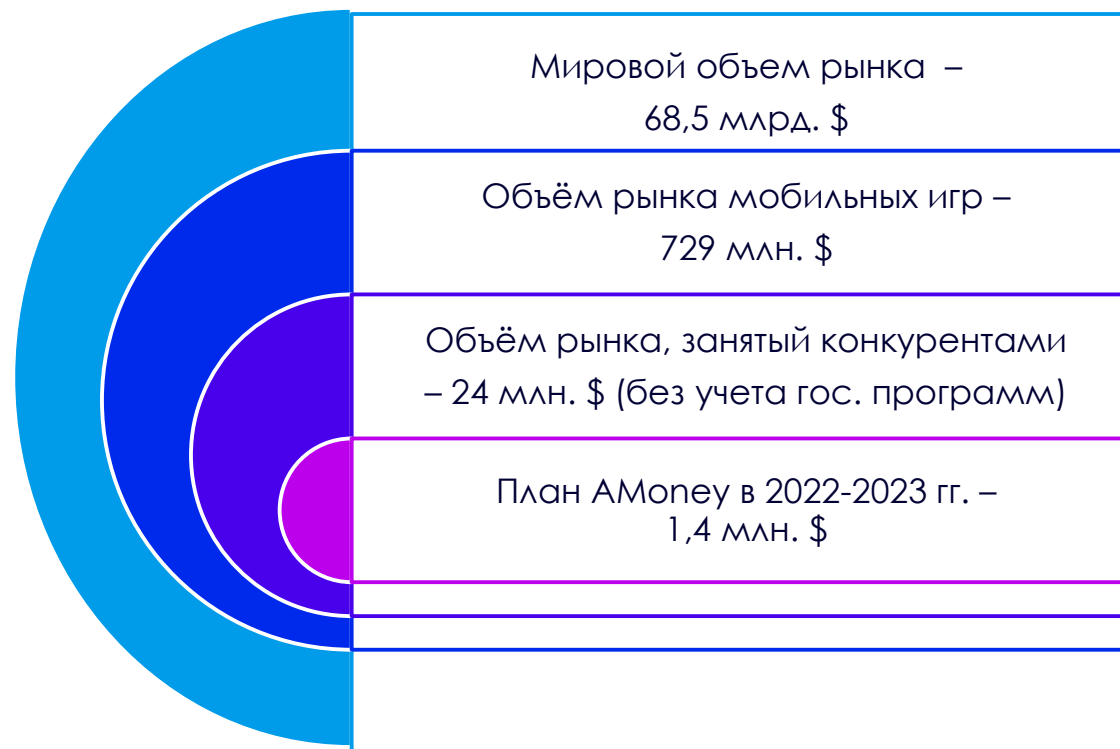 Мировой объем рынка –
68,5 млрд. $
Объём рынка мобильных игр –
729 млн. $
Объём рынка, занятый конкурентами
– 24 млн. $ (без учета гос. программ)
План AMoney в 2022-2023 гг. –
1,4 млн. $